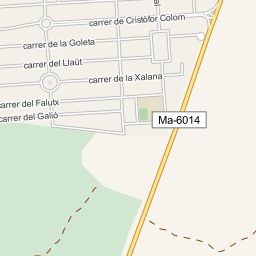 carrer de Cristòfor Colom
carrer de la Goleta
carrer del Llaüt
carrer de la Xalana
carrer del Falutx
carrer del Galió
Ma-6014